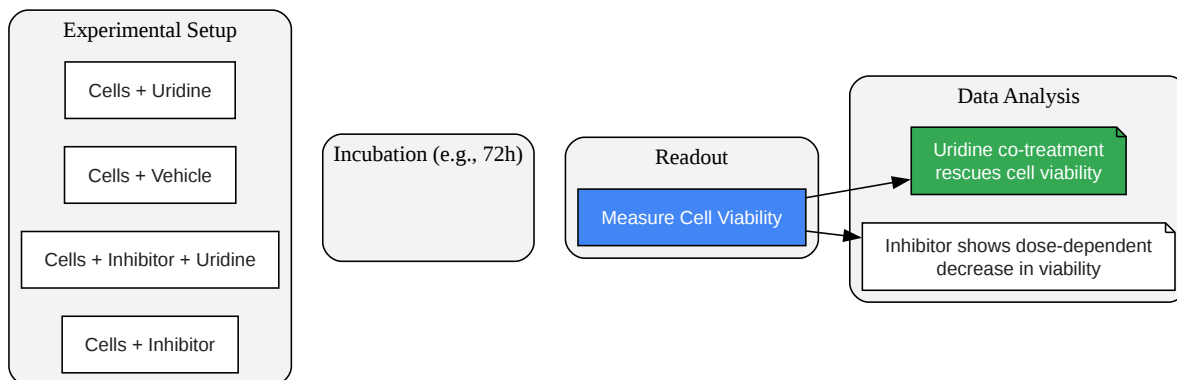 Experimental Setup
Cells + Uridine
Cells + Vehicle
Cells + Inhibitor + Uridine
Cells + Inhibitor
Incubation (e.g., 72h)
Readout
Measure Cell Viability
Data Analysis
Uridine co-treatment
rescues cell viability
Inhibitor shows dose-dependent
decrease in viability